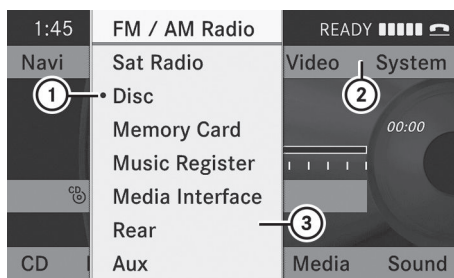 1:45 FM / AM Radio READY
Navi Sat Radio Video System
1 Disc 2
Memory Card 00:00
Music Register
CD Media Interface
Rear 3
CD Aux Media Sound